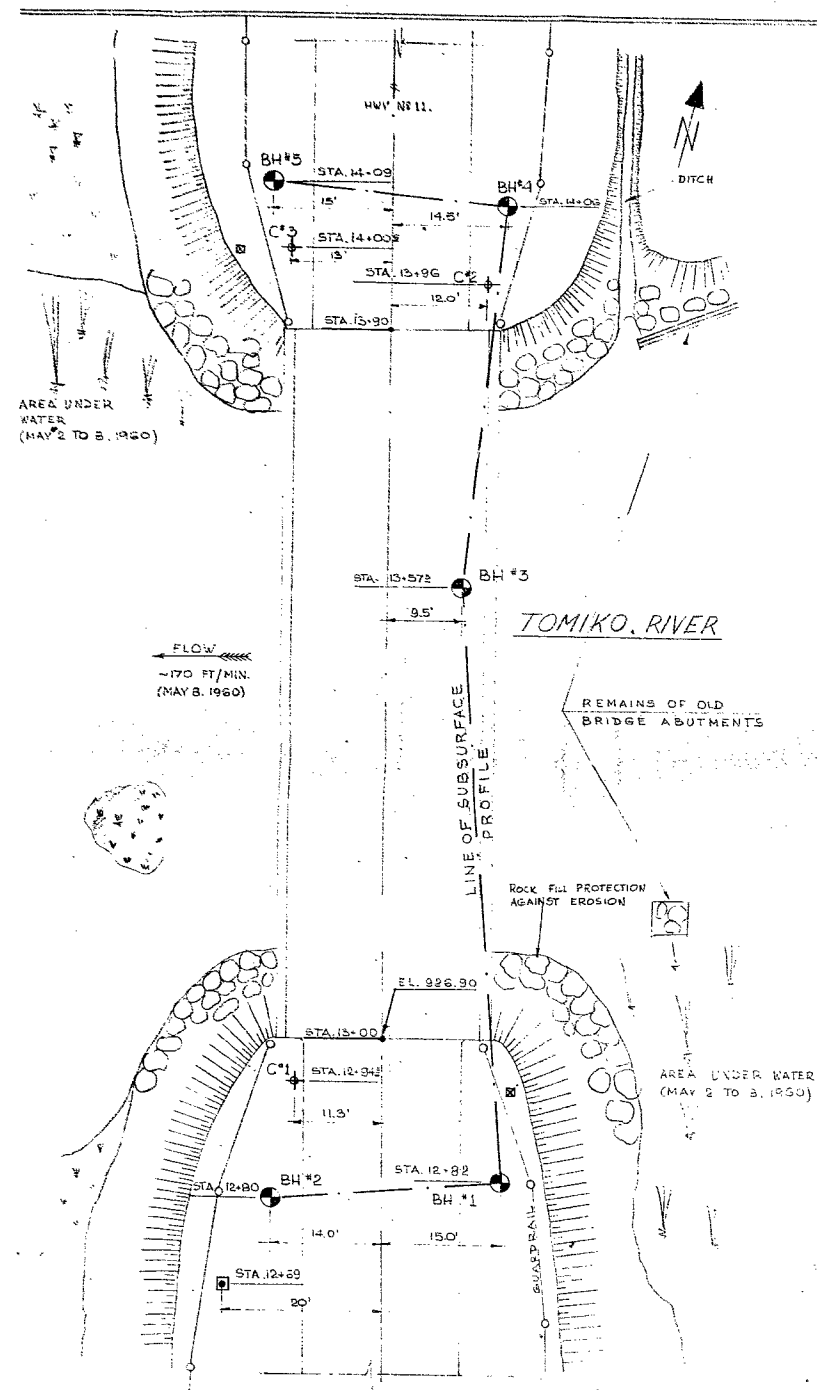 HWY Nº 11.
N
DITCH
BH #5
STA. 14+09
BH #4
15'
14.5'
C#3
STA. 14+00
13'
STA. 13+96
C#2
12.0'
STA. 13+90
AREA UNDER
WATER
(MAY 2 TO 8, 1960)
STA. 13+57½
BH #3
9.5'
TOMIKO. RIVER
FLOW
~170 FT/MIN.
(MAY 8. 1960)
REMAINS OF OLD
BRIDGE ABUTMENTS
LINE OF SUBSURFACE
PROFILE
ROCK FILL PROTECTION
AGAINST EROSION
EL. 926.90
STA. 13+00
C#1
STA. 12+94½
11.3'
AREA UNDER WATER
(MAY 2 TO 8, 1960)
STA. 12+82
STA. 12+80
BH #2
BH #1
14.0'
15.0'
GUARDRAIL
STA. 12+69
20'